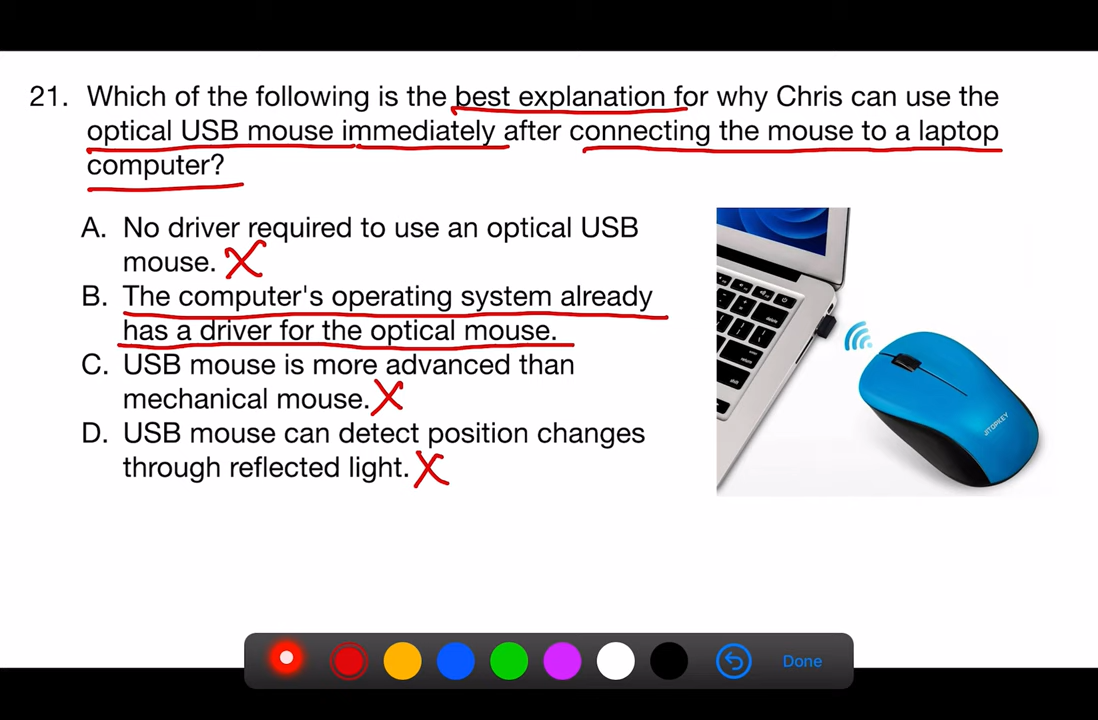 21. Which of the following is the best explanation for why Chris can use the
optical USB mouse immediately after connecting the mouse to a laptop
computer?
A. No driver required to use an optical USB
mouse.
B. The computer's operating system already
has a driver for the optical mouse.
C. USB mouse is more advanced than
mechanical mouse.
D. USB mouse can detect position changes
through reflected light.
JITOPKEY
Done